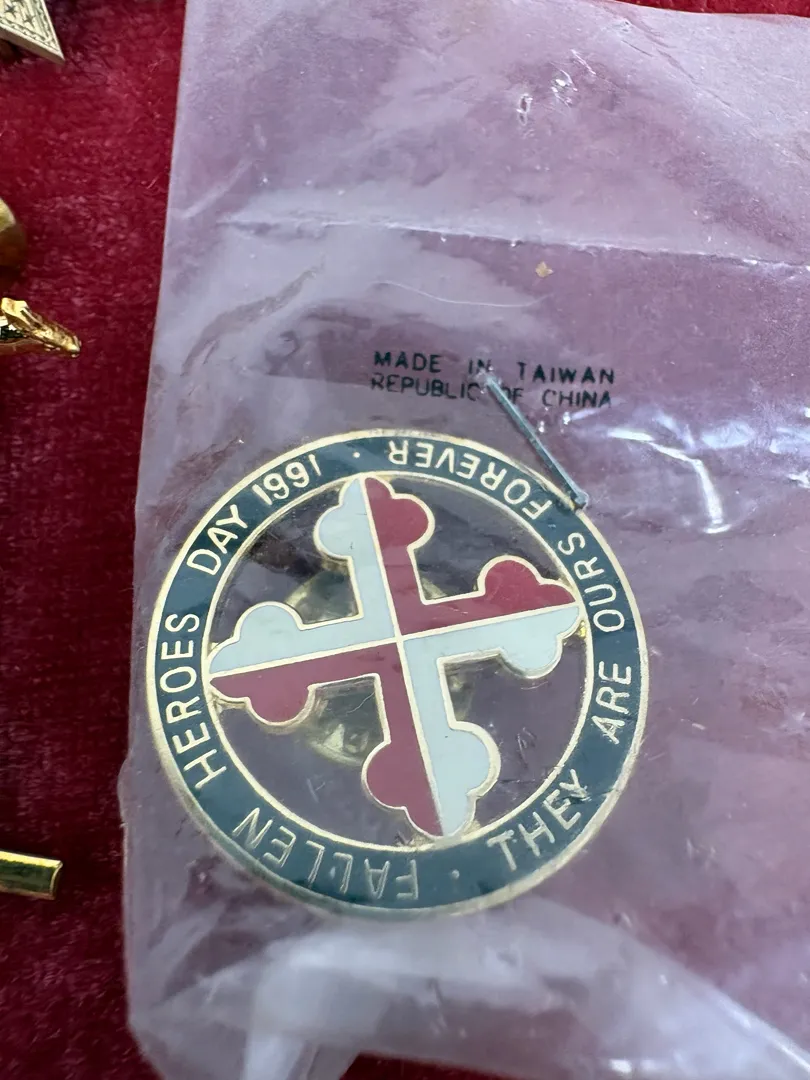 MADE IN TAIWAN
REPUBLIC OF CHINA
FALLEN HEROES DAY 1991 · THEY ARE OURS FOREVER ·